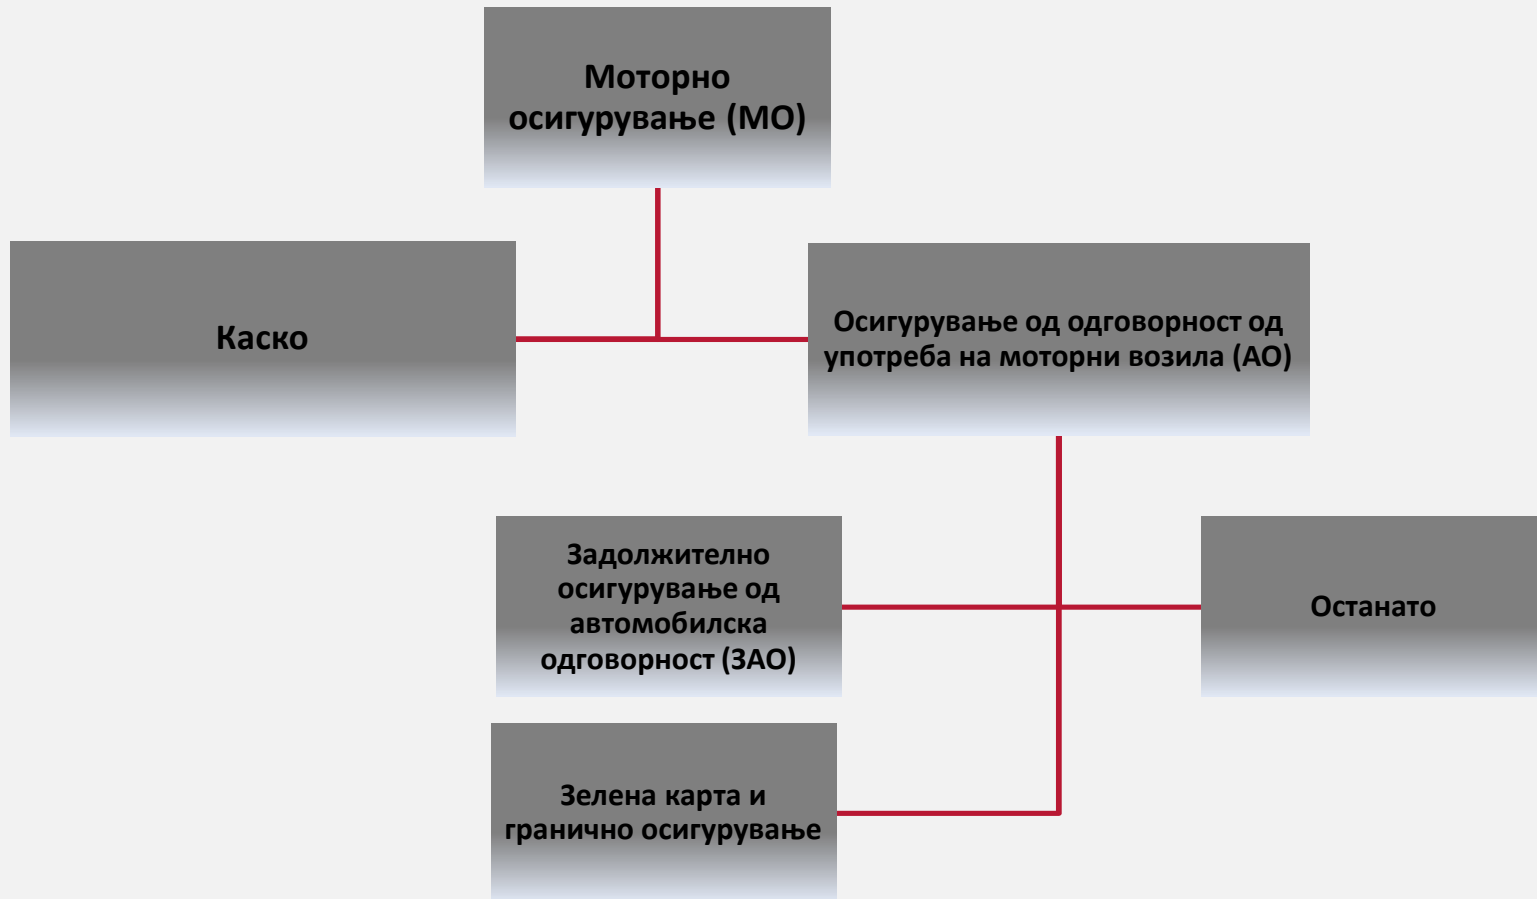 Моторно
осигурување (МО)
Каско
Осигурување од одговорност од
употреба на моторни возила (АО)
Задолжително
осигурување од
автомобилска
одговорност (ЗАО)
Останато
Зелена карта и
гранично осигурување